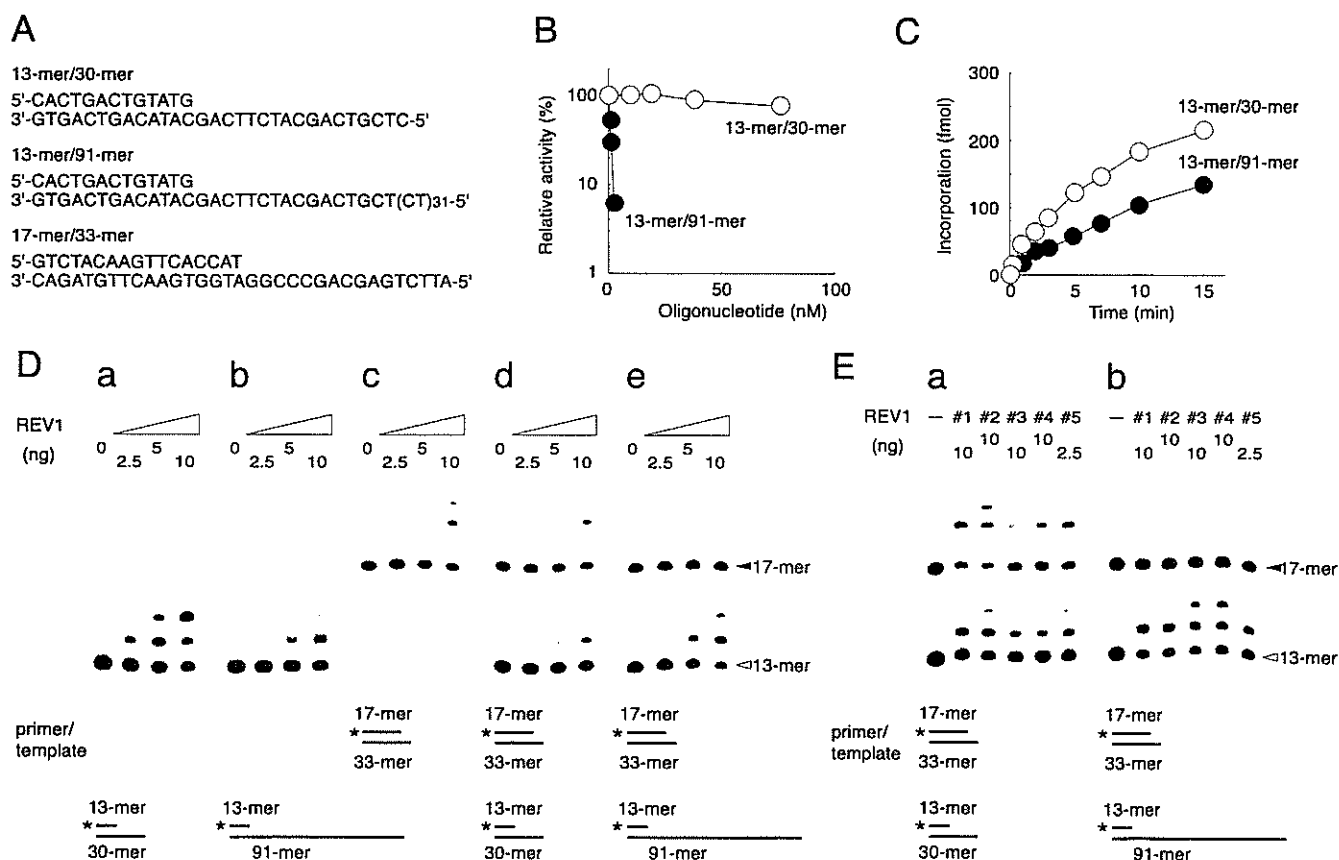 A
13-mer/30-mer
5'-CACTGACTGTATG
3'-GTGACTGACATACGACTTCTACGACTGCTC-5'
13-mer/91-mer
5'-CACTGACTGTATG
3'-GTGACTGACATACGACTTCTACGACTGCT(CT)31-5'
17-mer/33-mer
5'-GTCTACAAGTTCACCAT
3'-CAGATGTTCAAGTGGTAGGCCCGACGAGTCTTA-5'
B
Relative activity (%)
100
10
1
0 50 100
Oligonucleotide (nM)
13-mer/30-mer
13-mer/91-mer
C
Incorporation (fmol)
300
200
100
0
0 5 10 15
Time (min)
13-mer/30-mer
13-mer/91-mer
D a b c d e
REV1 0 5 0 5 0 5 0 5 0 5
(ng) 2.5 10 2.5 10 2.5 10 2.5 10 2.5 10
17-mer
13-mer
primer/
template
17-mer 17-mer 17-mer
* * *
33-mer 33-mer 33-mer
13-mer 13-mer 13-mer 13-mer
* * * *
30-mer 91-mer 30-mer 91-mer
E a b
REV1 – #1 #2 #3 #4 #5 – #1 #2 #3 #4 #5
(ng) 10 10 10 10 2.5 10 10 10 10 2.5
17-mer
13-mer
primer/
template
17-mer 17-mer
* *
33-mer 33-mer
13-mer 13-mer
* *
30-mer 91-mer